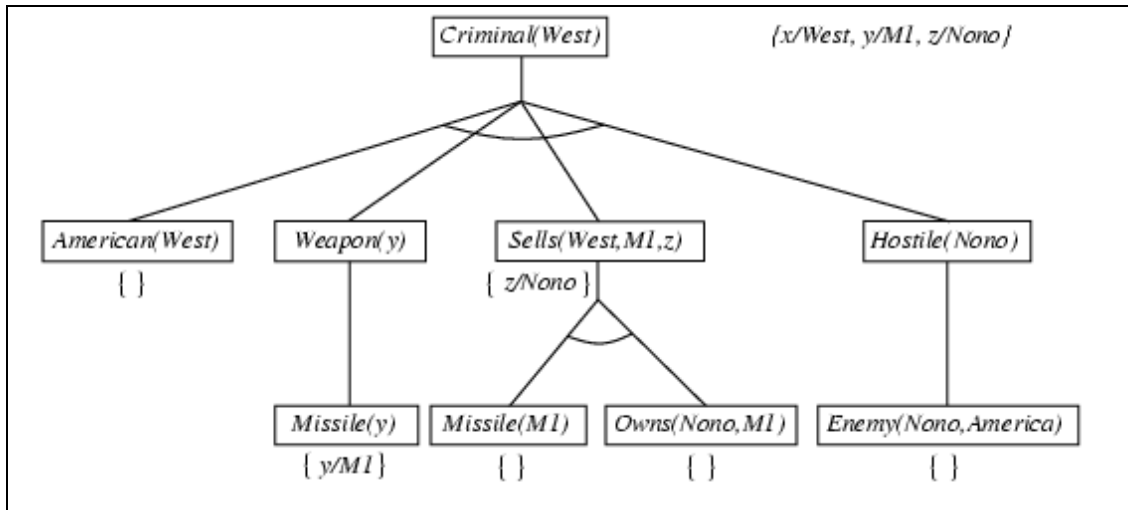 Criminal(West)
{x/West, y/M1, z/Nono}
American(West)
Weapon(y)
Sells(West,M1,z)
Hostile(Nono)
{ }
{ z/Nono }
Missile(y)
Missile(M1)
Owns(Nono,M1)
Enemy(Nono,America)
{ y/M1 }
{ }
{ }
{ }